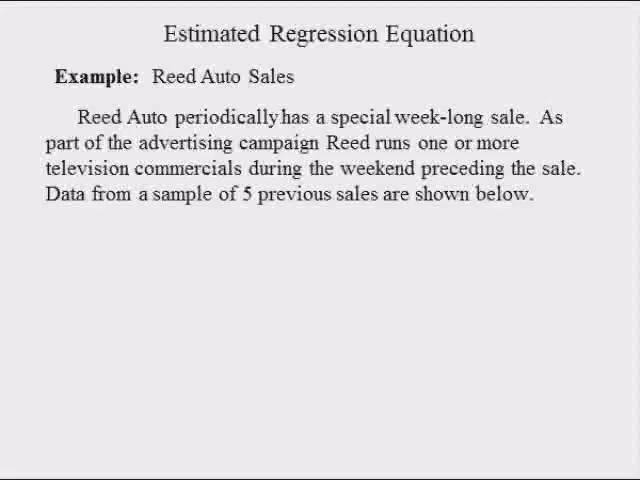 Estimated Regression Equation
Example: Reed Auto Sales
Reed Auto periodically has a special week-long sale. As
part of the advertising campaign Reed runs one or more
television commercials during the weekend preceding the sale.
Data from a sample of 5 previous sales are shown below.